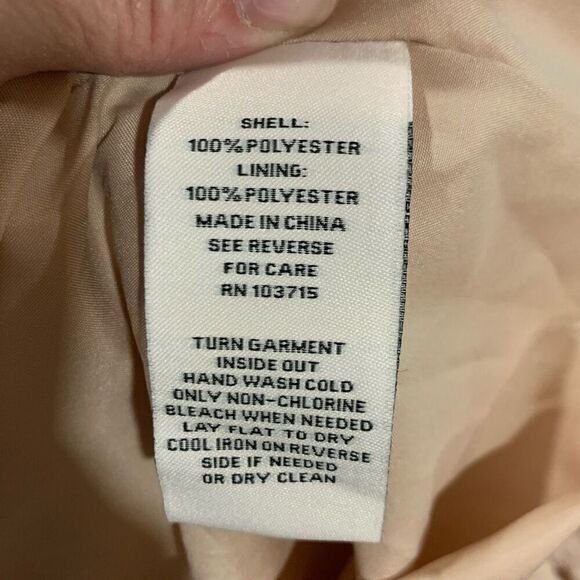 SHELL:
100% POLYESTER
LINING:
100% POLYESTER
MADE IN CHINA
SEE REVERSE
FOR CARE
RN 103715
TURN GARMENT
INSIDE OUT
HAND WASH COLD
ONLY NON-CHLORINE
BLEACH WHEN NEEDED
LAY FLAT TO DRY
COOL IRON ON REVERSE
SIDE IF NEEDED
OR DRY CLEAN